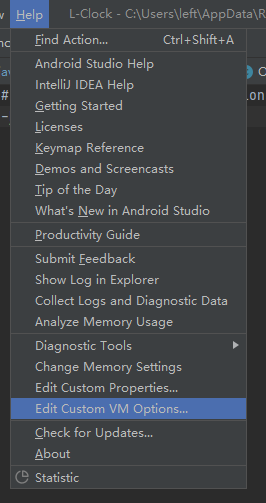 Help L-Clock - C:\Users\left\AppData\R
Find Action... Ctrl+Shift+A
Android Studio Help
IntelliJ IDEA Help
Getting Started
Licenses
Keymap Reference
Demos and Screencasts
Tip of the Day
What's New in Android Studio
Productivity Guide
Submit Feedback
Show Log in Explorer
Collect Logs and Diagnostic Data
Analyze Memory Usage
Diagnostic Tools
Change Memory Settings
Edit Custom Properties...
Edit Custom VM Options...
Check for Updates...
About
Statistic